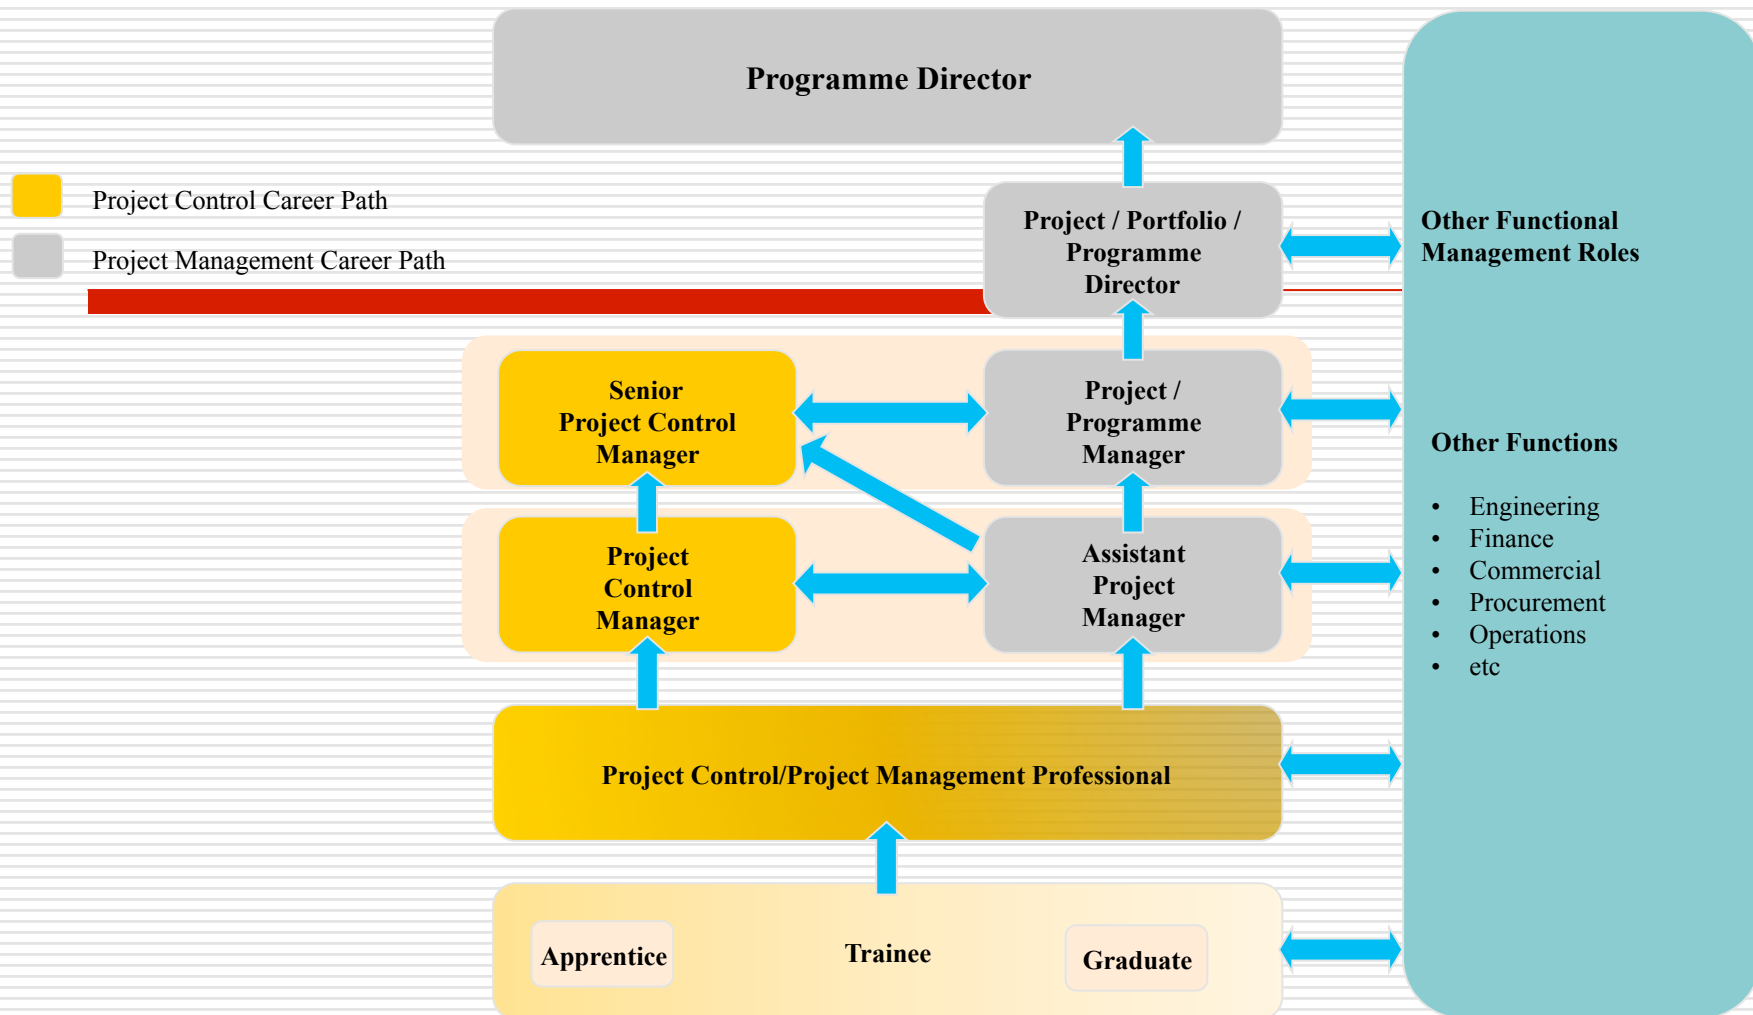 Programme Director
Project Control Career Path
Project Management Career Path
Project / Portfolio /
Programme
Director
Other Functional
Management Roles
Senior
Project Control
Manager
Project /
Programme
Manager
Other Functions
• Engineering
• Finance
• Commercial
• Procurement
• Operations
• etc
Project
Control
Manager
Assistant
Project
Manager
Project Control/Project Management Professional
Apprentice
Trainee
Graduate